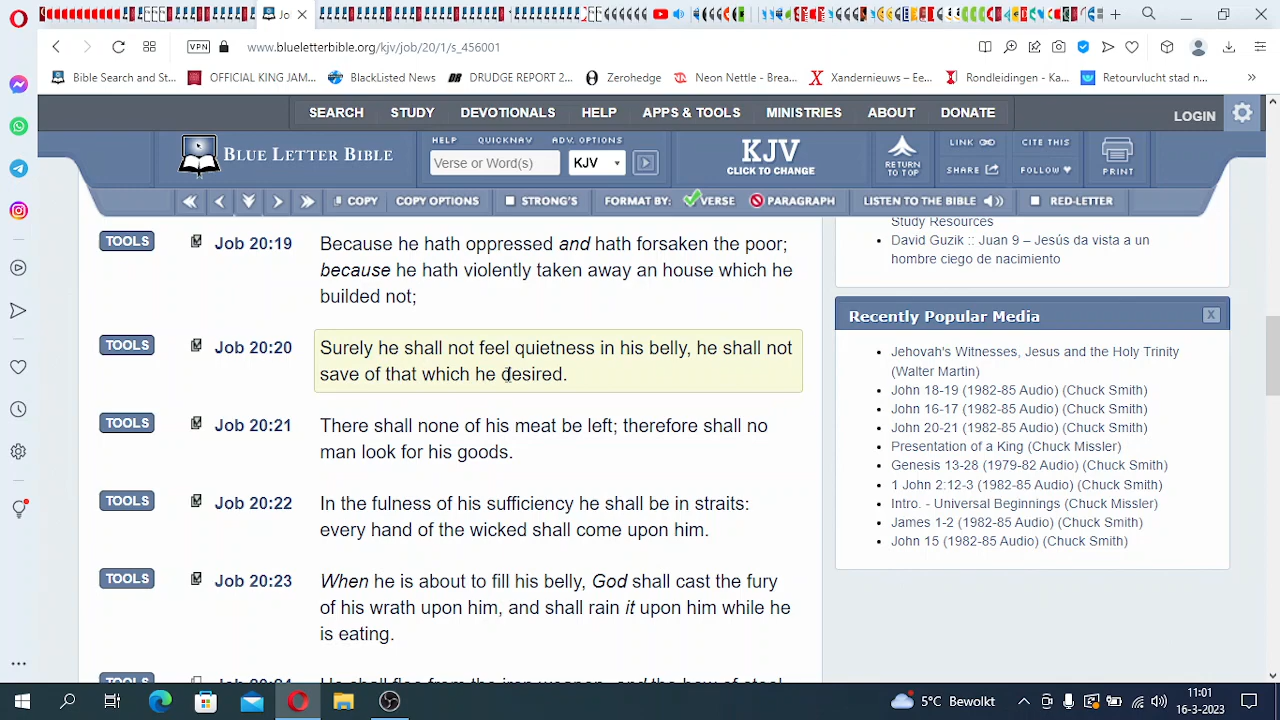 Jo
www.blueletterbible.org/kjv/job/20/1/s_456001
VPN
Bible Search and St...
OFFICIAL KING JAM...
BlackListed News
DRUDGE REPORT 2...
Zerohedge
Neon Nettle - Brea...
Xandernieuws – Ee...
Rondleidingen - Ka...
Retourvlucht stad n...
SEARCH
STUDY
DEVOTIONALS
HELP
APPS & TOOLS
MINISTRIES
ABOUT
DONATE
LOGIN
BLUE LETTER BIBLE
HELP
QUICKNAV
ADV. OPTIONS
Verse or Word(s)
KJV
KJV
CLICK TO CHANGE
RETURN
TO TOP
LINK
CITE THIS
SHARE
FOLLOW
PRINT
COPY
COPY OPTIONS
STRONG'S
FORMAT BY:
VERSE
PARAGRAPH
LISTEN TO THE BIBLE
RED-LETTER
TOOLS
Job 20:19
Because he hath oppressed and hath forsaken the poor;
because he hath violently taken away an house which he
builded not;
TOOLS
Job 20:20
Surely he shall not feel quietness in his belly, he shall not
save of that which he desired.
TOOLS
Job 20:21
There shall none of his meat be left; therefore shall no
man look for his goods.
TOOLS
Job 20:22
In the fulness of his sufficiency he shall be in straits:
every hand of the wicked shall come upon him.
TOOLS
Job 20:23
When he is about to fill his belly, God shall cast the fury
of his wrath upon him, and shall rain it upon him while he
is eating.
Study Resources
David Guzik :: Juan 9 – Jesús da vista a un
hombre ciego de nacimiento
Recently Popular Media
X
Jehovah's Witnesses, Jesus and the Holy Trinity
(Walter Martin)
John 18-19 (1982-85 Audio) (Chuck Smith)
John 16-17 (1982-85 Audio) (Chuck Smith)
John 20-21 (1982-85 Audio) (Chuck Smith)
Presentation of a King (Chuck Missler)
Genesis 13-28 (1979-82 Audio) (Chuck Smith)
1 John 2:12-3 (1982-85 Audio) (Chuck Smith)
Intro. - Universal Beginnings (Chuck Missler)
James 1-2 (1982-85 Audio) (Chuck Smith)
John 15 (1982-85 Audio) (Chuck Smith)
5°C Bewolkt
11:01
16-3-2023